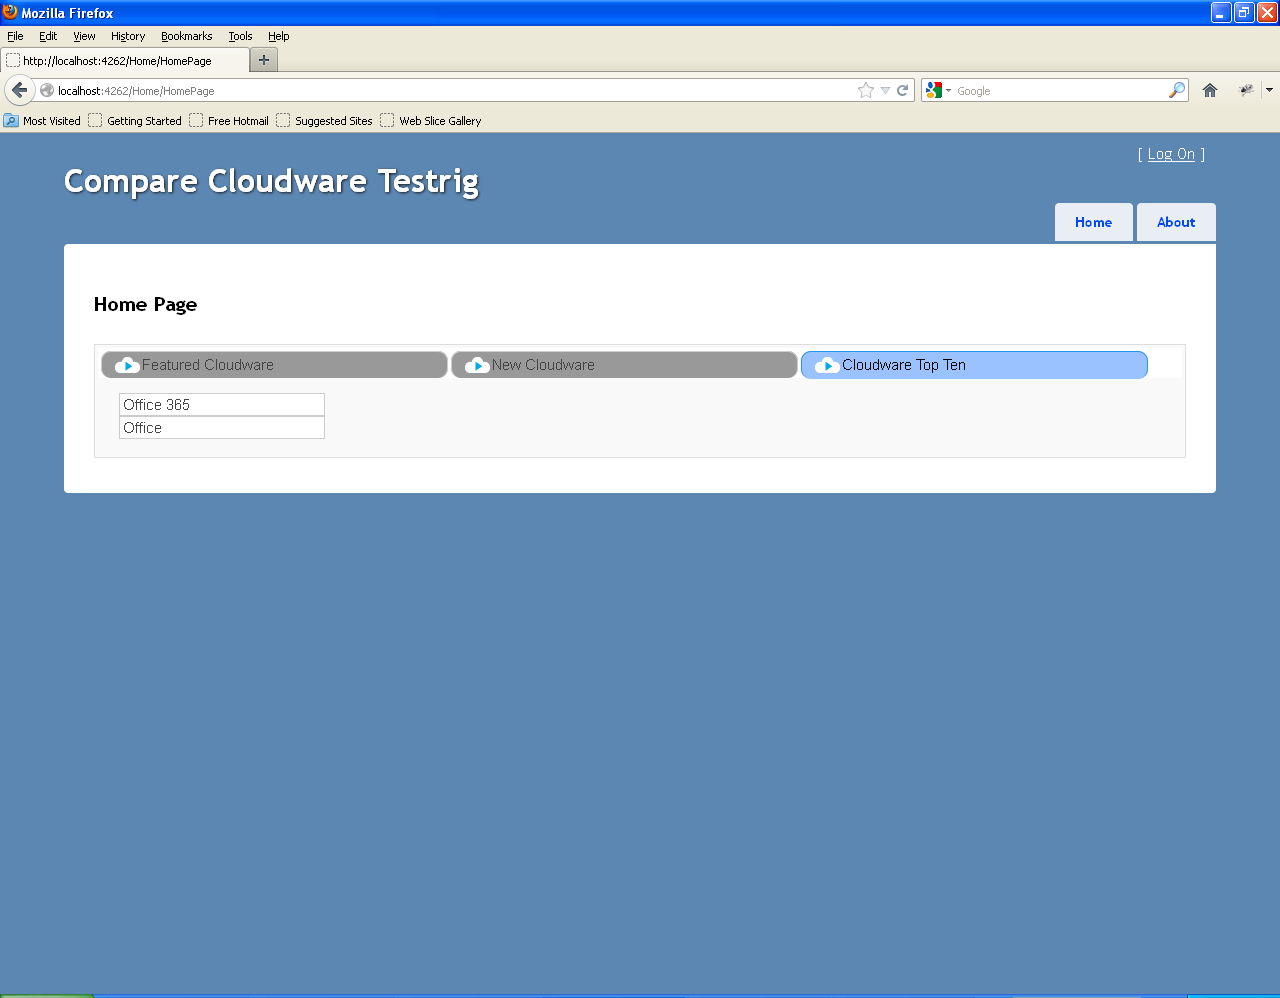 Mozilla Firefox
File Edit View History Bookmarks Tools Help
http://localhost:4262/Home/HomePage
localhost:4262/Home/HomePage
Google
Most Visited Getting Started Free Hotmail Suggested Sites Web Slice Gallery
[ Log On ]
Compare Cloudware Testrig
Home About
Home Page
Featured Cloudware New Cloudware Cloudware Top Ten
Office 365
Office